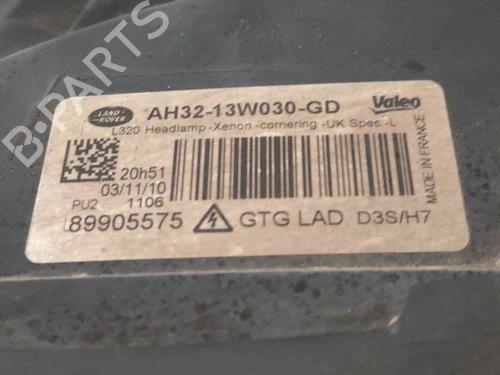 B-PARTS
LAND ROVER
AH32-13W030-GD
Valeo
L320 Headlamp -Xenon -cornering -UK Spec -L
20h51
03/11/10
PU2 1106
89905575
GTG LAD D3S/H7
MADE IN FRANCE